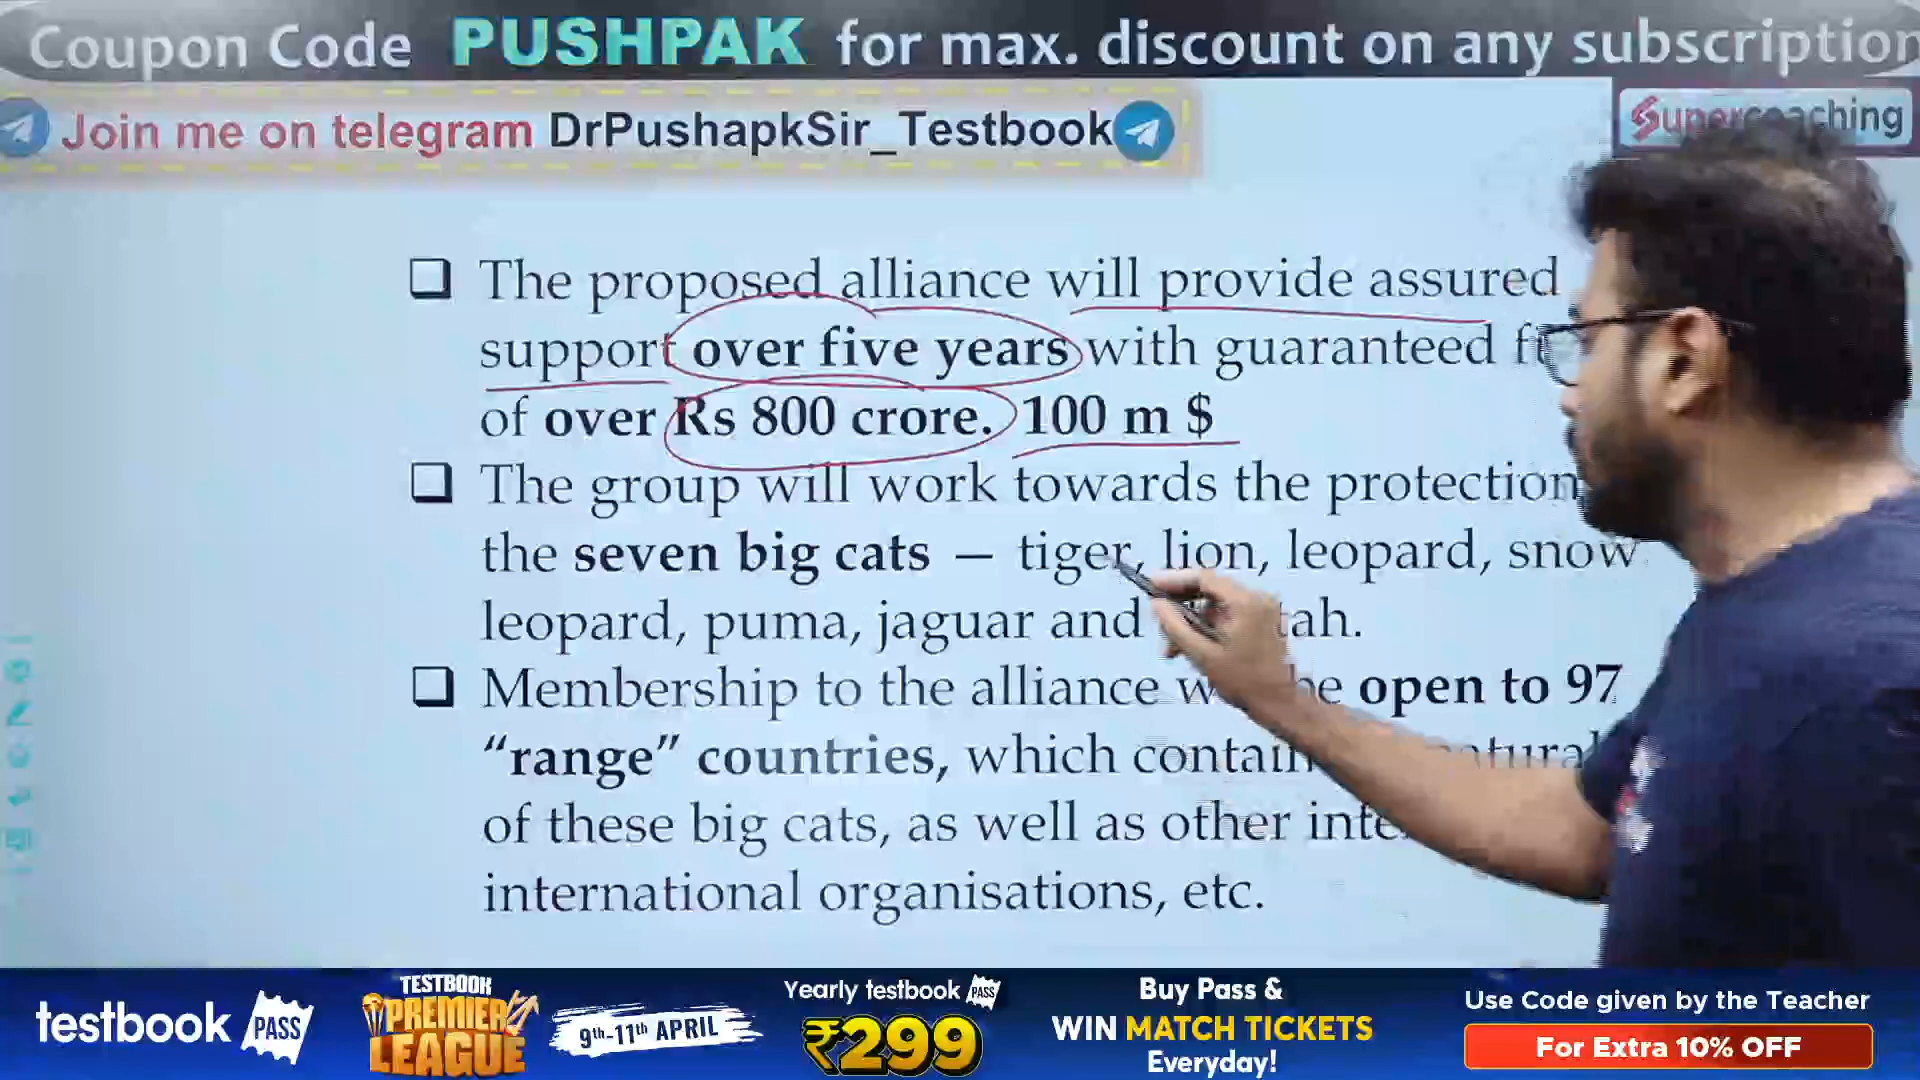 Coupon Code PUSHPAK for max. discount on any subscription
Join me on telegram DrPushapkSir_Testbook
Supercoaching
❑ The proposed alliance will provide assured
support over five years with guaranteed
of over Rs 800 crore. 100 m $
❑ The group will work towards the protection
the seven big cats — tiger, lion, leopard, snow
leopard, puma, jaguar and
❑ Membership to the alliance open to 97
“range” countries, which
of these big cats, as well as other
international organisations, etc.
testbook PASS
TESTBOOK
PREMIER
LEAGUE
9th-11th APRIL
Yearly testbook PASS
₹299
Buy Pass &
WIN MATCH TICKETS
Everyday!
Use Code given by the Teacher
For Extra 10% OFF